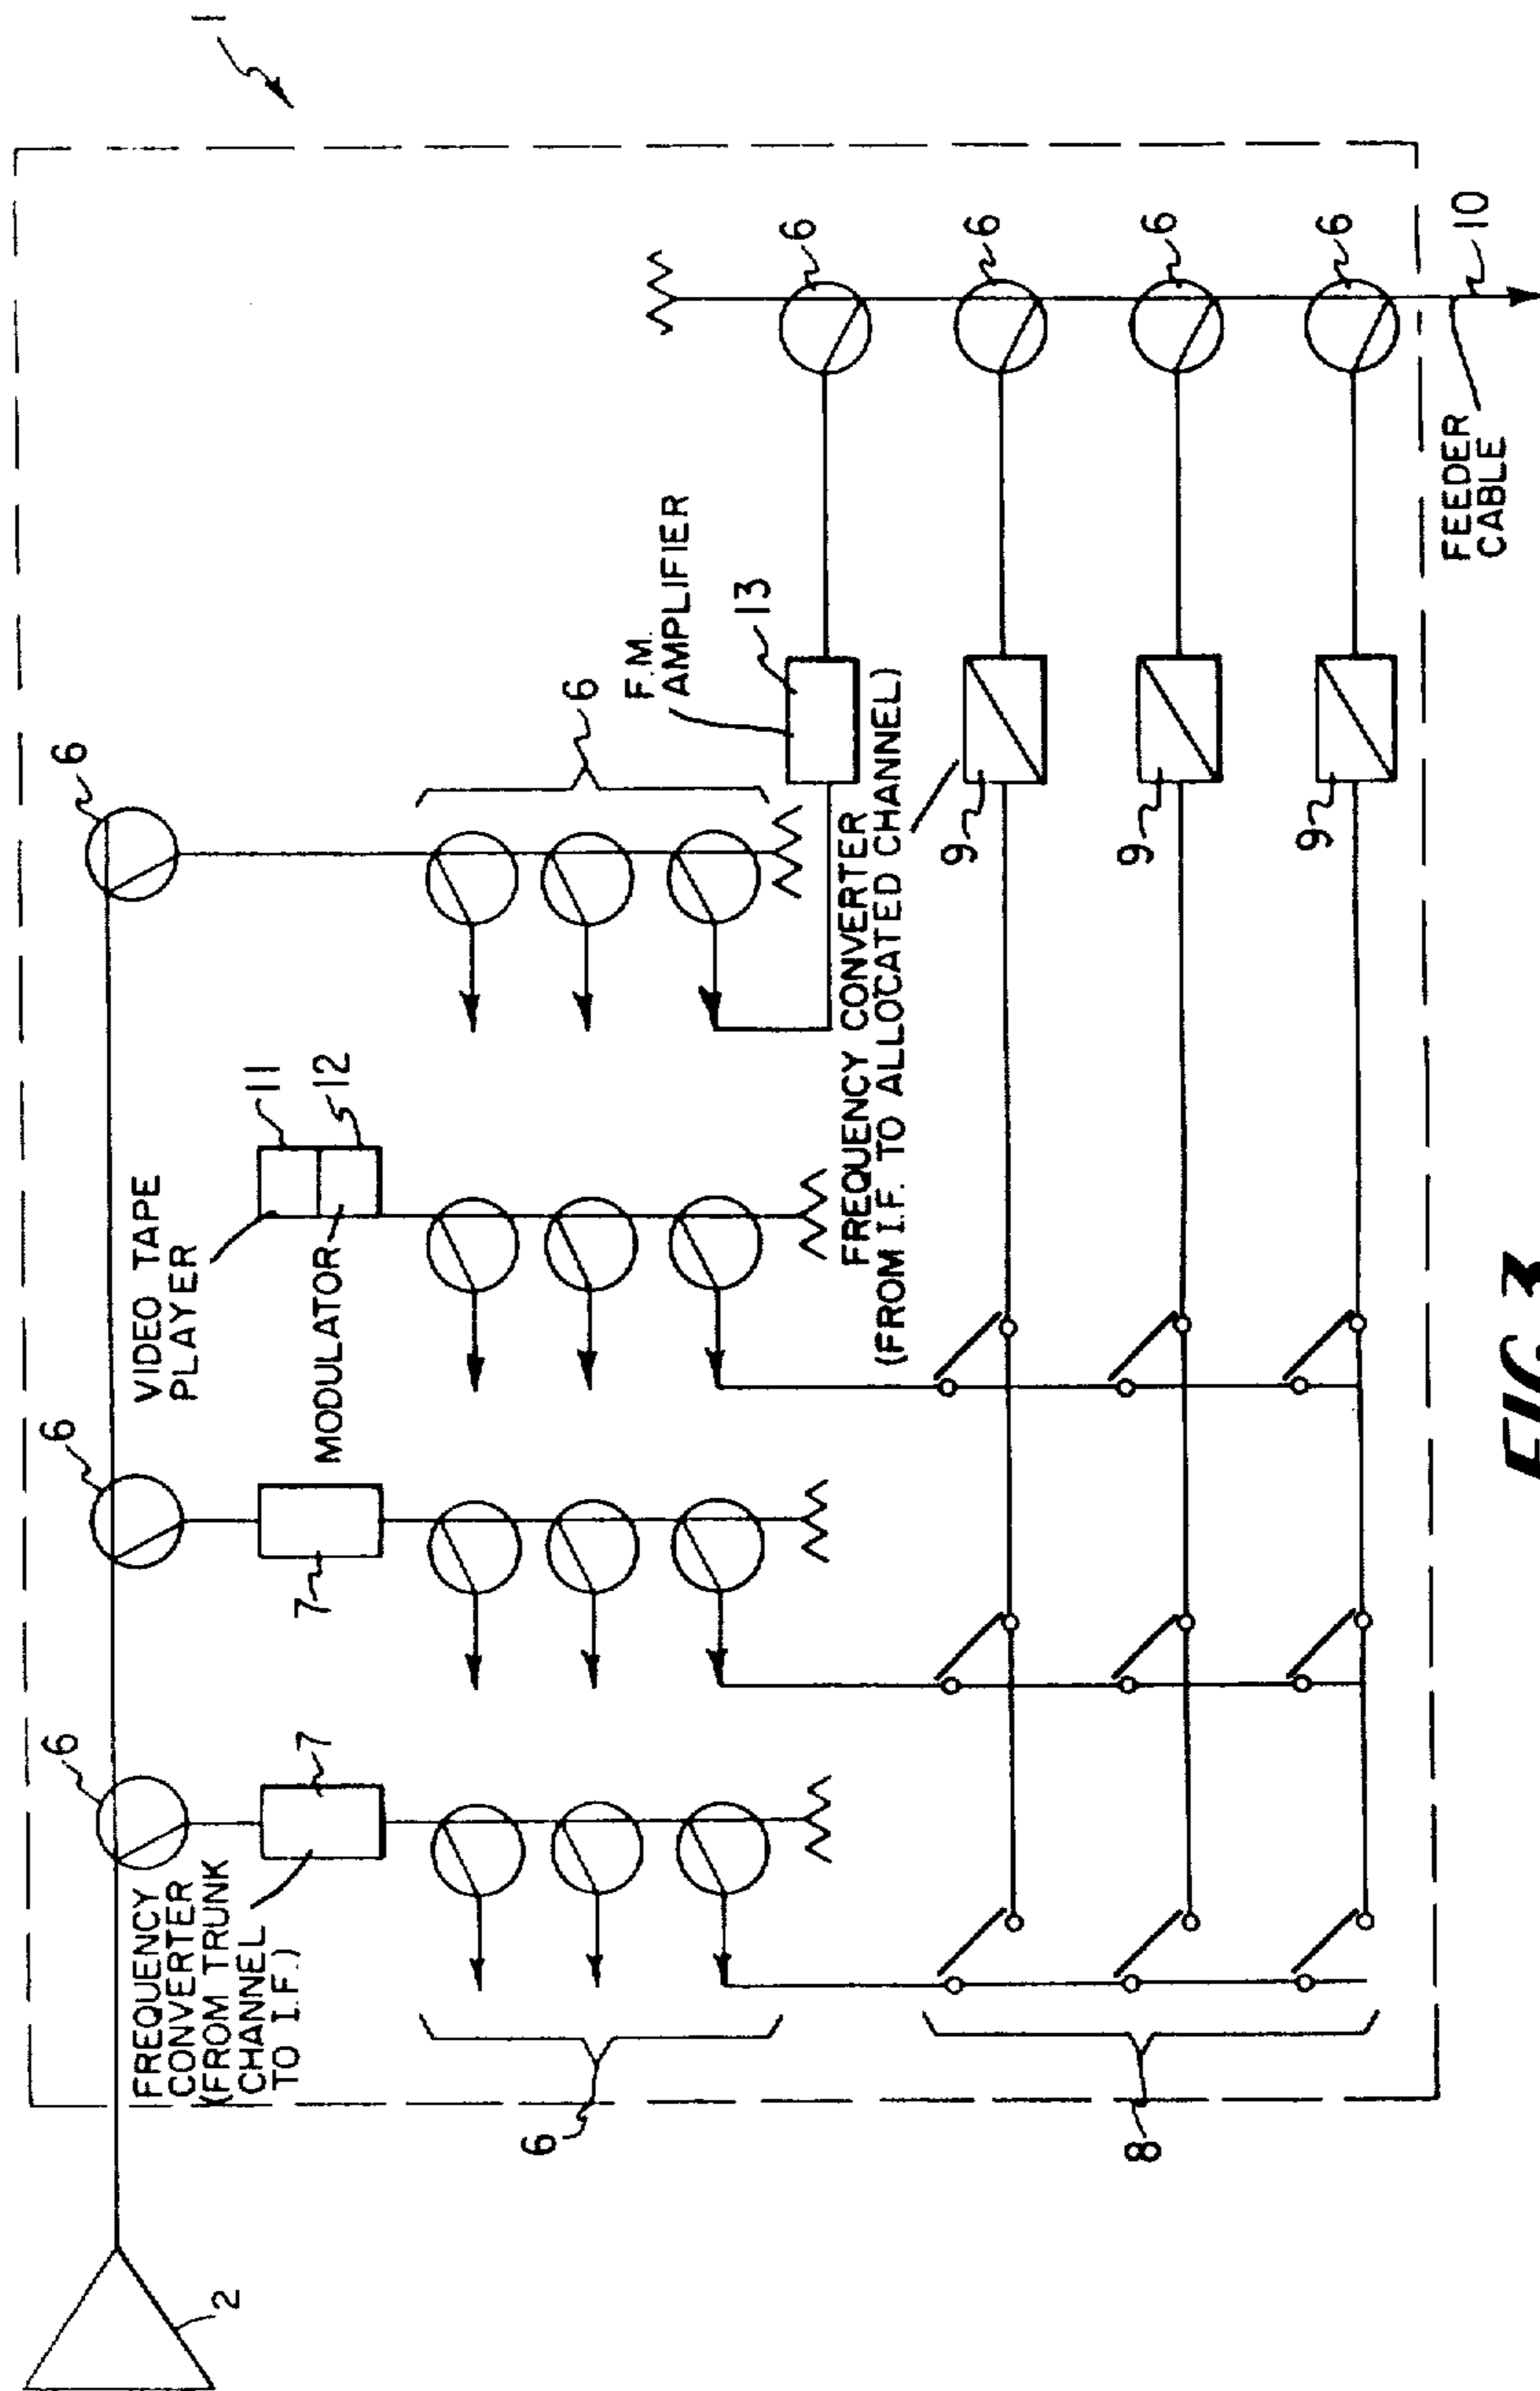 1
2
6
6
6
FREQUENCY
CONVERTER
(FROM TRUNK
CHANNEL
TO I.F.)
7
7
VIDEO TAPE
PLAYER
11
MODULATOR
12
6
6
F.M.
AMPLIFIER
13
6
6
6
6
FREQUENCY CONVERTER
(FROM I.F. TO ALLOCATED CHANNEL)
9
9
9
8
FEEDER
CABLE
10
FIG. 3